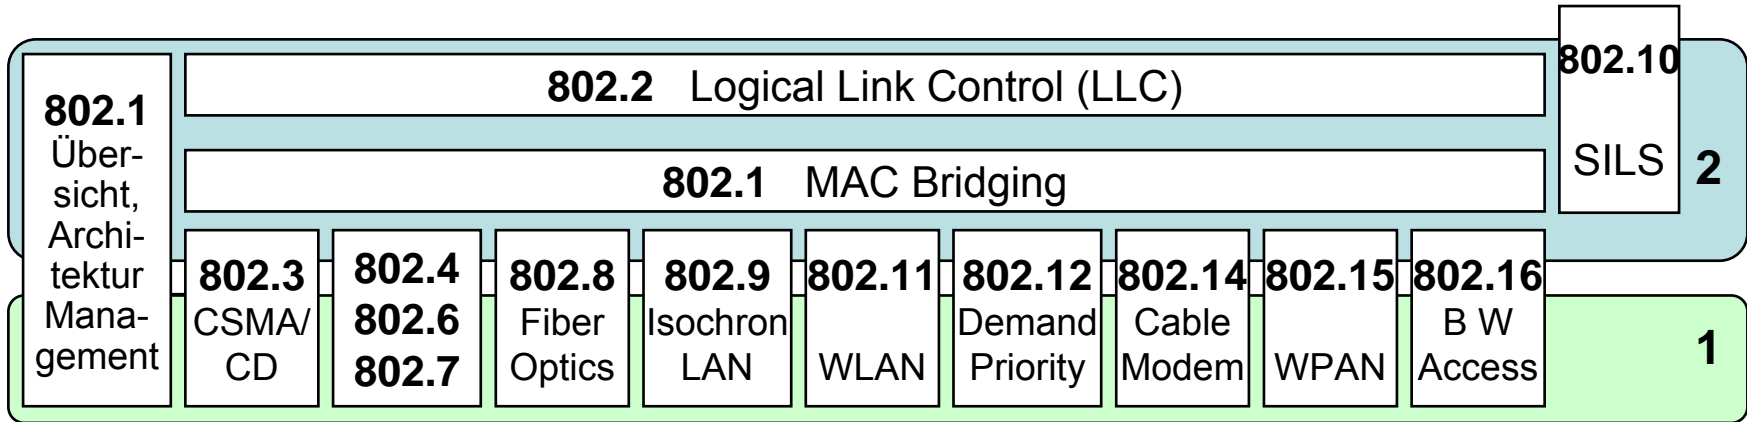 802.1
Über-
sicht,
Archi-
tektur
Mana-
gement
802.2 Logical Link Control (LLC)
802.1 MAC Bridging
802.10
SILS
2
802.3
CSMA/
CD
802.4
802.6
802.7
802.8
Fiber
Optics
802.9
Isochron
LAN
802.11
WLAN
802.12
Demand
Priority
802.14
Cable
Modem
802.15
WPAN
802.16
B W
Access
1